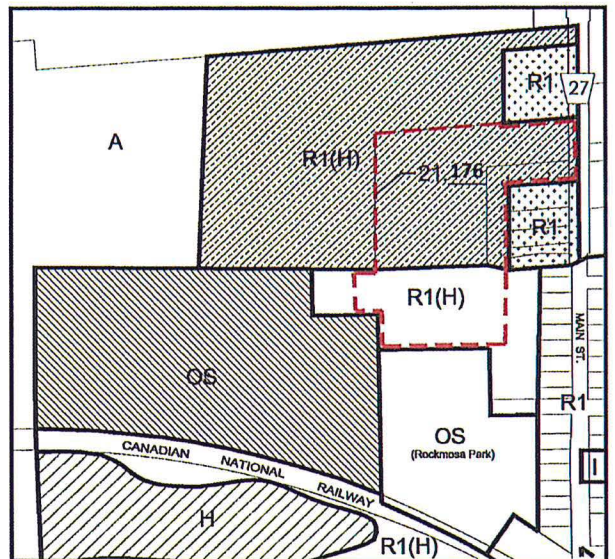 R1
27
A
R1(H)
21.176
R1
R1(H)
MAIN ST.
OS
R1
OS
(Rockmosa Park)
CANADIAN NATIONAL RAILWAY
I
H
R1(H)